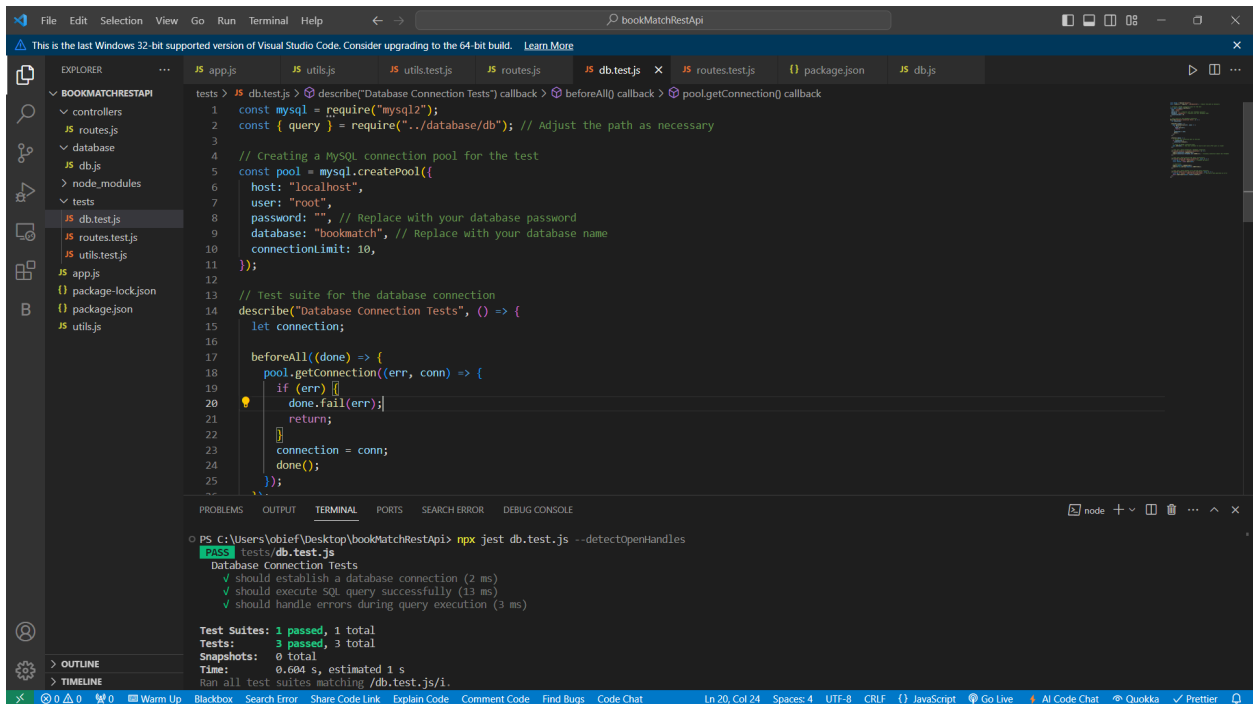 File Edit Selection View Go Run Terminal Help ← → bookMatchRestApi
This is the last Windows 32-bit supported version of Visual Studio Code. Consider upgrading to the 64-bit build. Learn More
EXPLORER ...
JS app.js JS utils.js JS utils.test.js JS routes.js JS db.test.js JS routes.test.js {} package.json JS db.js
BOOKMATCHRESTAPI
controllers
JS routes.js
database
JS db.js
node_modules
tests
JS db.test.js
JS routes.test.js
JS utils.test.js
JS app.js
{} package-lock.json
{} package.json
JS utils.js
OUTLINE
TIMELINE
tests > JS db.test.js > describe("Database Connection Tests") callback > beforeAll() callback > pool.getConnection() callback
1 const mysql = require("mysql2");
2 const { query } = require("../database/db"); // Adjust the path as necessary
3
4 // Creating a MySQL connection pool for the test
5 const pool = mysql.createPool({
6 host: "localhost",
7 user: "root",
8 password: "", // Replace with your database password
9 database: "bookmatch", // Replace with your database name
10 connectionLimit: 10,
11 });
12
13 // Test suite for the database connection
14 describe("Database Connection Tests", () => {
15 let connection;
16
17 beforeAll((done) => {
18 pool.getConnection((err, conn) => {
19 if (err) {
20 done.fail(err);
21 return;
22 }
23 connection = conn;
24 done();
25 });
PROBLEMS OUTPUT TERMINAL PORTS SEARCH ERROR DEBUG CONSOLE node
PS C:\Users\obief\Desktop\bookMatchRestApi> npx jest db.test.js --detectOpenHandles
PASS tests/db.test.js
Database Connection Tests
√ should establish a database connection (2 ms)
√ should execute SQL query successfully (13 ms)
√ should handle errors during query execution (3 ms)
Test Suites: 1 passed, 1 total
Tests: 3 passed, 3 total
Snapshots: 0 total
Time: 0.604 s, estimated 1 s
Ran all test suites matching /db.test.js/i.
0 0 0 Warm Up Blackbox Search Error Share Code Link Explain Code Comment Code Find Bugs Code Chat Ln 20, Col 24 Spaces: 4 UTF-8 CRLF {} JavaScript Go Live AI Code Chat Quokka Prettier